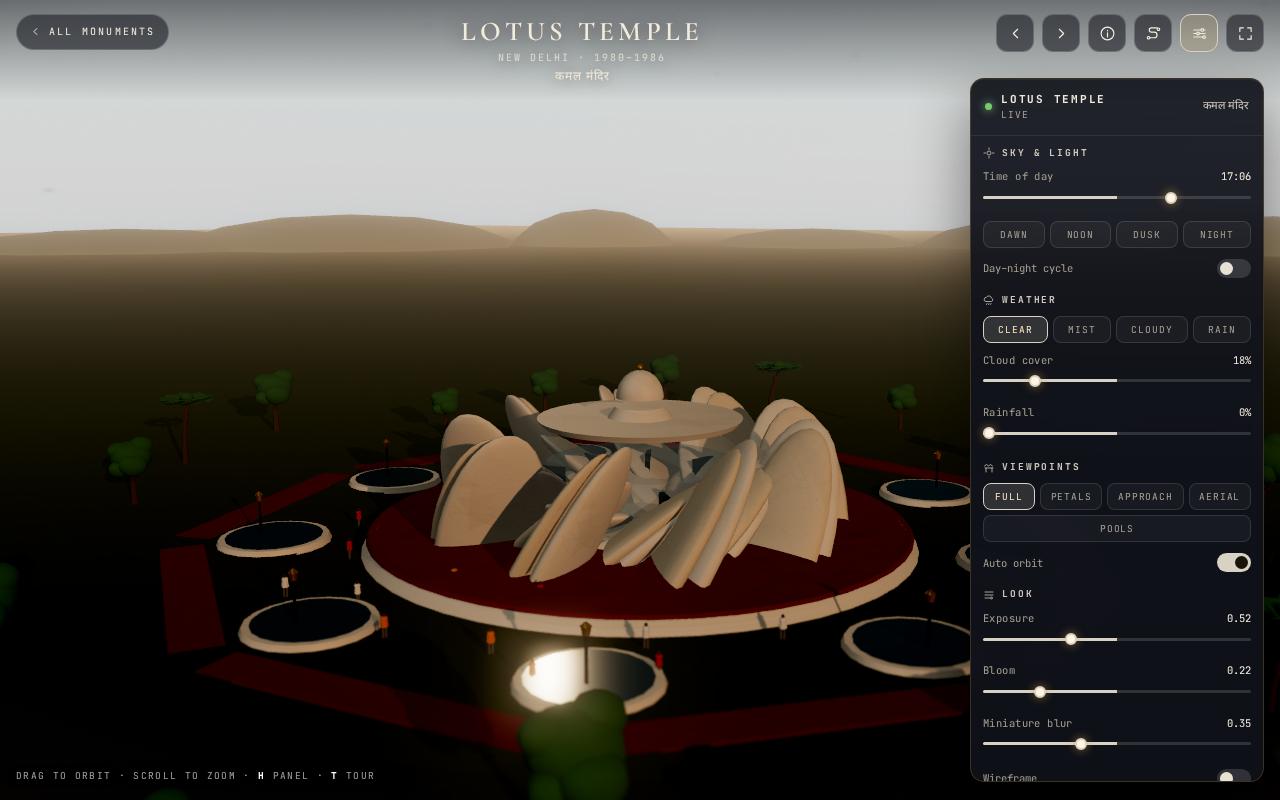 ALL MONUMENTS
LOTUS TEMPLE
NEW DELHI · 1980–1986
कमल मंदिर
LOTUS TEMPLE
LIVE
कमल मंदिर
SKY & LIGHT
Time of day 17:06
DAWN NOON DUSK NIGHT
Day–night cycle
WEATHER
CLEAR MIST CLOUDY RAIN
Cloud cover 18%
Rainfall 0%
VIEWPOINTS
FULL PETALS APPROACH AERIAL
POOLS
Auto orbit
LOOK
Exposure 0.52
Bloom 0.22
Miniature blur 0.35
Wireframe
DRAG TO ORBIT · SCROLL TO ZOOM · H PANEL · T TOUR